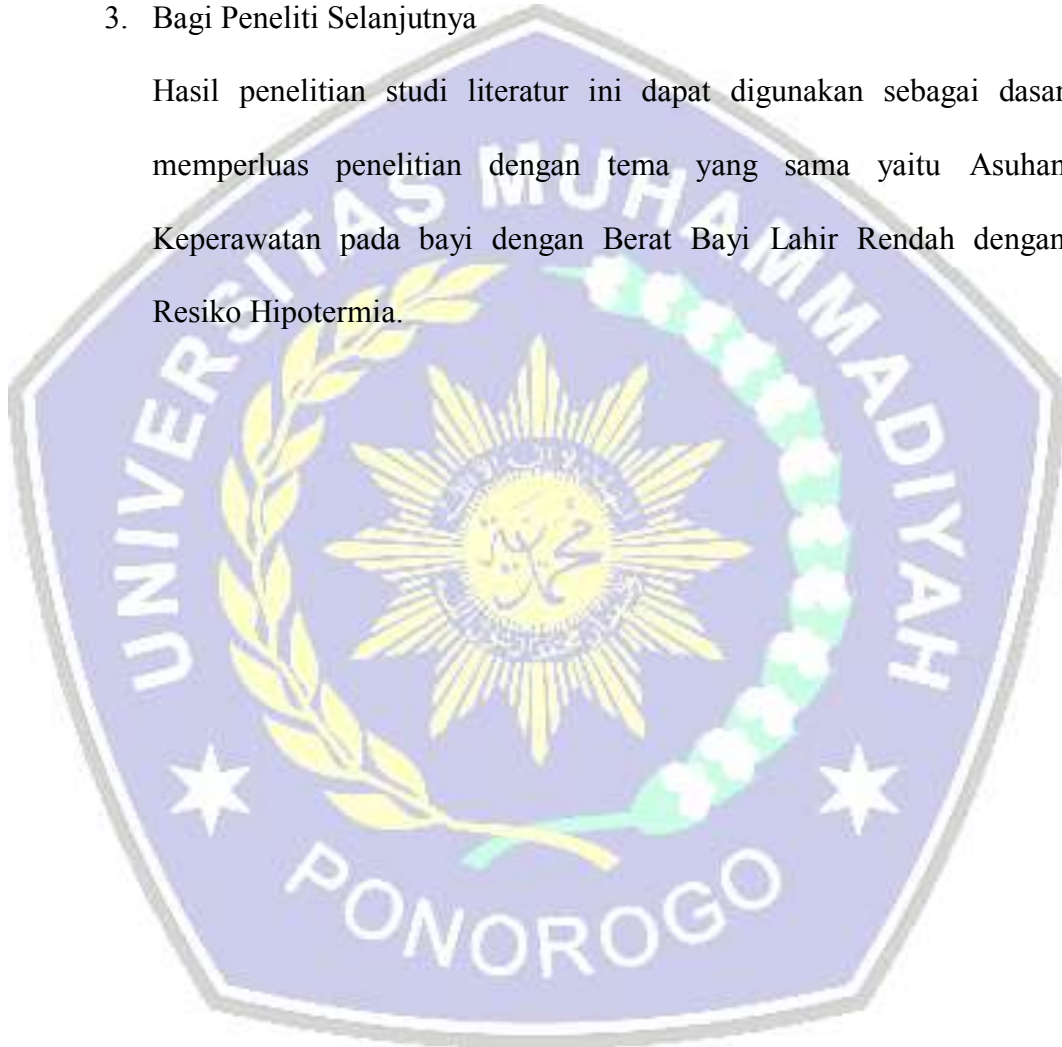 3. Bagi Peneliti Selanjutnya
Hasil penelitian studi literatur ini dapat digunakan sebagai dasar
memperluas penelitian dengan tema yang sama yaitu Asuhan
Keperawatan pada bayi dengan Berat Bayi Lahir Rendah dengan
Resiko Hipotermia.
UNIVERSITAS MUHAMMADIYAH
PONOROGO